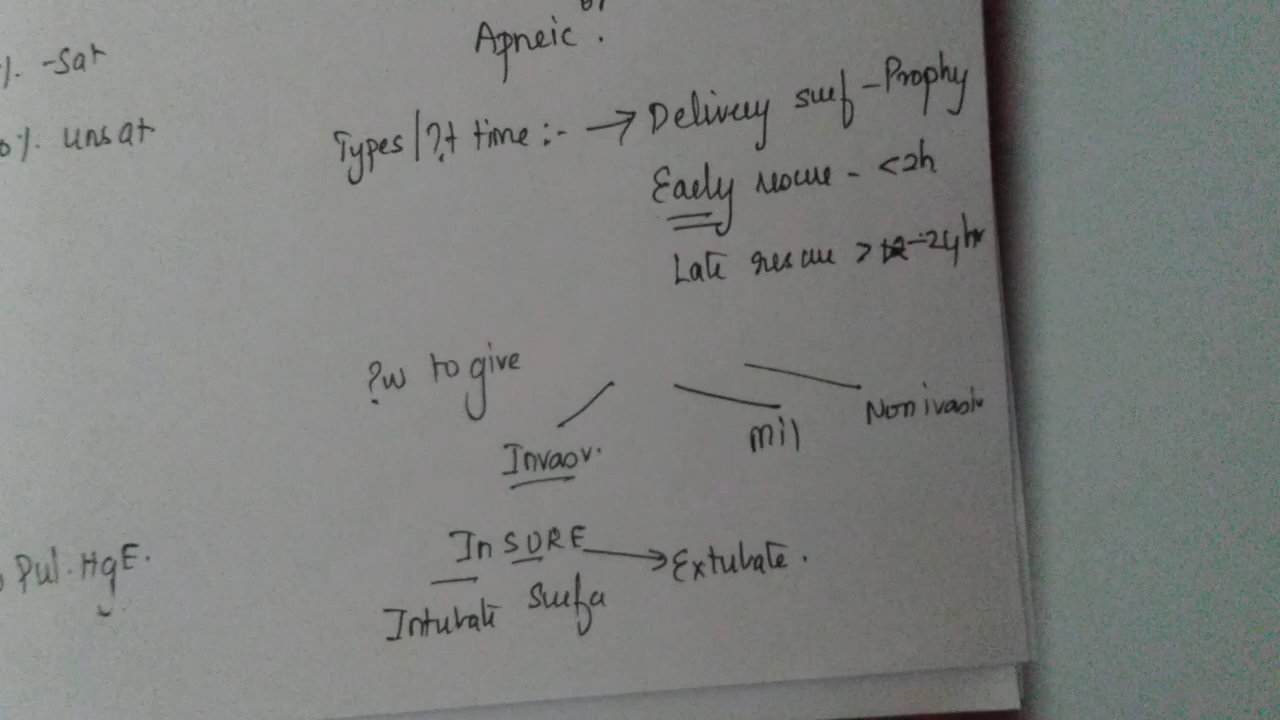 %. -Sat
0%. unsat
Apneic.
Types/?t time:- → Delivery surf-Prophy
Early rescue - <2h
Late rescue > -24hr
?w to give
Invasv.
mil
Non ivasiv
InSURE → Extubate.
Intubate Surfa
Pul. HgE.